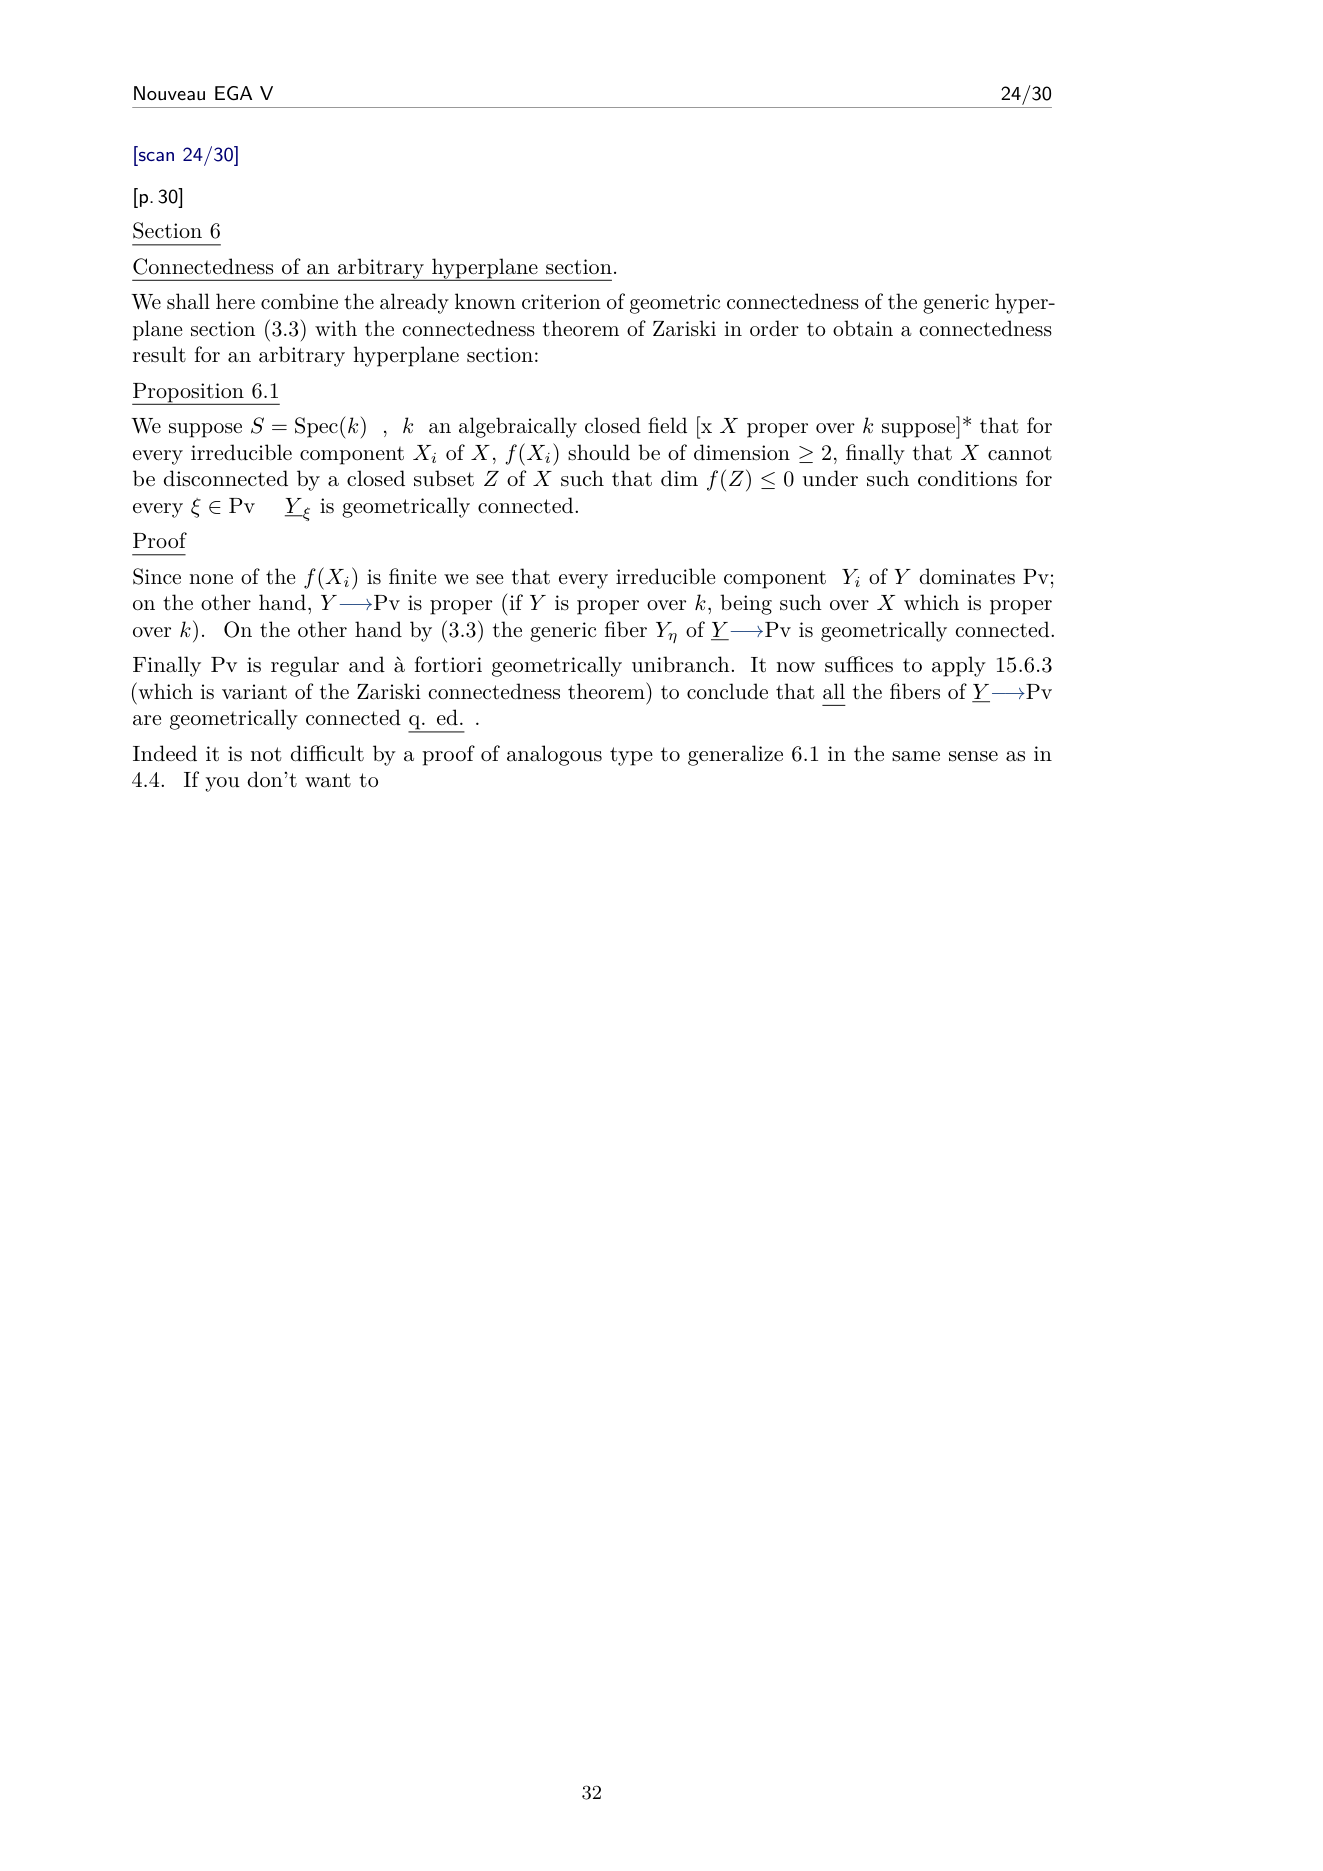 Nouveau EGA V 24/30
[scan 24/30]
[p. 30]
Section 6
Connectedness of an arbitrary hyperplane section.
We shall here combine the already known criterion of geometric connectedness of the generic hyper-
plane section (3.3) with the connectedness theorem of Zariski in order to obtain a connectedness
result for an arbitrary hyperplane section:
Proposition 6.1
We suppose S = Spec(k) , k an algebraically closed field [x X proper over k suppose]* that for
every irreducible component Xᵢ of X, f(Xᵢ) should be of dimension ≥ 2, finally that X cannot
be disconnected by a closed subset Z of X such that dim f(Z) ≤ 0 under such conditions for
every ξ ∈ Pv Y_ξ is geometrically connected.
Proof
Since none of the f(Xᵢ) is finite we see that every irreducible component Yᵢ of Y dominates Pv;
on the other hand, Y ⟶ Pv is proper (if Y is proper over k, being such over X which is proper
over k). On the other hand by (3.3) the generic fiber Y_η of Y ⟶ Pv is geometrically connected.
Finally Pv is regular and à fortiori geometrically unibranch. It now suffices to apply 15.6.3
(which is variant of the Zariski connectedness theorem) to conclude that all the fibers of Y ⟶ Pv
are geometrically connected q. ed. .
Indeed it is not difficult by a proof of analogous type to generalize 6.1 in the same sense as in
4.4. If you don't want to
32